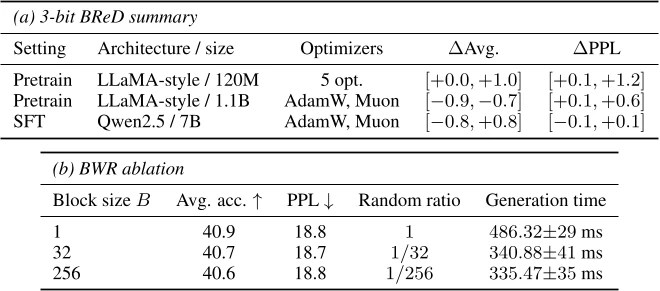 (a) 3-bit BReD summary
Setting Architecture / size Optimizers ΔAvg. ΔPPL
Pretrain LLaMA-style / 120M 5 opt. [+0.0, +1.0] [+0.1, +1.2]
Pretrain LLaMA-style / 1.1B AdamW, Muon [−0.9, −0.7] [+0.1, +0.6]
SFT Qwen2.5 / 7B AdamW, Muon [−0.8, +0.8] [−0.1, +0.1]
(b) BWR ablation
Block size B Avg. acc. ↑ PPL ↓ Random ratio Generation time
1 40.9 18.8 1 486.32±29 ms
32 40.7 18.7 1/32 340.88±41 ms
256 40.6 18.8 1/256 335.47±35 ms